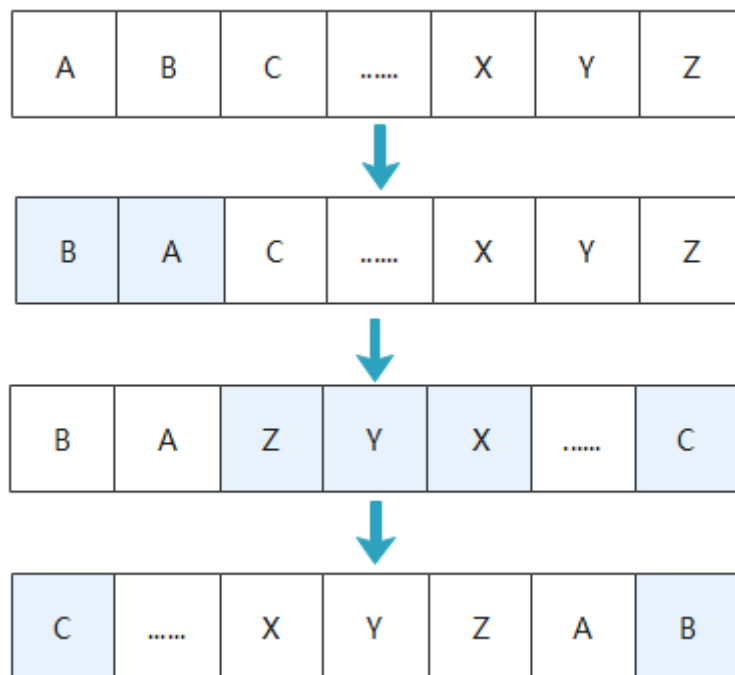 A B C ...... X Y Z
B A C ...... X Y Z
B A Z Y X ...... C
C ...... X Y Z A B